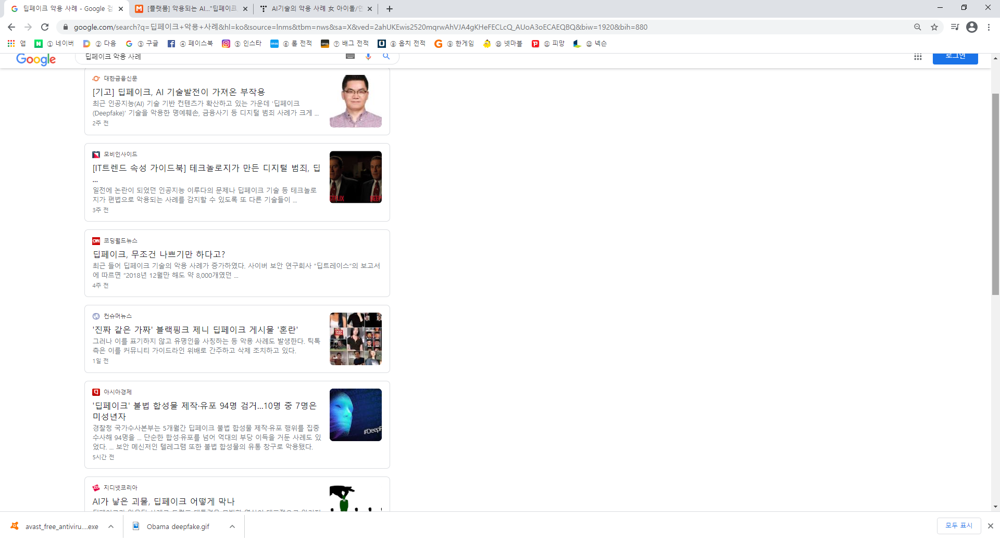 딥페이크 악용 사례 - Google 검
[플랫폼] 악용되는 AI..."딥페이크
AI기술의 악용 사례 女 아이돌/연
google.com/search?q=딥페이크+악용+사례&hl=ko&source=lnms&tbm=nws&sa=X&ved=2ahUKEwis2520mqrwAhVJA4gKHeFECLcQ_AUoA3oECAEQBQ&biw=1920&bih=880
앱 ① 네이버 ② 다음 ③ 구글 ④ 페이스북 ⑤ 인스타 ⑥ 롤 전적 ⑦ 배그 전적 ⑧ 옵치 전적 ⑨ 한게임 ⑩ 넷마블 ⑪ 피망 ⑫ 넥슨
Google
딥페이크 악용 사례
로그인
대한금융신문
[기고] 딥페이크, AI 기술발전이 가져온 부작용
최근 인공지능(AI) 기술 기반 컨텐츠가 확산하고 있는 가운데 '딥페이크
(Deepfake)' 기술을 악용한 명예훼손, 금융사기 등 디지털 범죄 사례가 크게 ...
2주 전
모비인사이드
[IT트렌드 속성 가이드북] 테크놀로지가 만든 디지털 범죄, 딥
...
일전에 논란이 되었던 인공지능 이루다의 문제나 딥페이크 기술 등 테크놀로
지가 편법으로 악용되는 사례를 감지할 수 있도록 또 다른 기술들이 ...
3주 전
코딩월드뉴스
딥페이크, 무조건 나쁘기만 하다고?
최근 들어 딥페이크 기술의 악용 사례가 증가하였다. 사이버 보안 연구회사 "딥트레이스"의 보고서
에 따르면 "2018년 12월만 해도 약 8,000개였던 ...
4주 전
컨슈머뉴스
'진짜 같은 가짜' 블랙핑크 제니 딥페이크 게시물 '혼란'
그러나 이를 표기하지 않고 유명인을 사칭하는 등 악용 사례도 발생한다. 틱톡
측은 이를 커뮤니티 가이드라인 위배로 간주하고 삭제 조치하고 있다.
1일 전
DEEP
FAKE
아시아경제
'딥페이크' 불법 합성물 제작·유포 94명 검거...10명 중 7명은
미성년자
경찰청 국가수사본부는 5개월간 딥페이크 불법 합성물 제작·유포 행위를 집중
수사해 94명을 ... 단순한 합성·유포를 넘어 억대의 부당 이득을 거둔 사례도 있
었다. ... 보안 메신저인 텔레그램 또한 불법 합성물의 유통 창구로 악용됐다.
5시간 전
#DeepF
지디넷코리아
AI가 낳은 괴물, 딥페이크 어떻게 막나
avast_free_antiviru....exe
Obama deepfake.gif
모두 표시